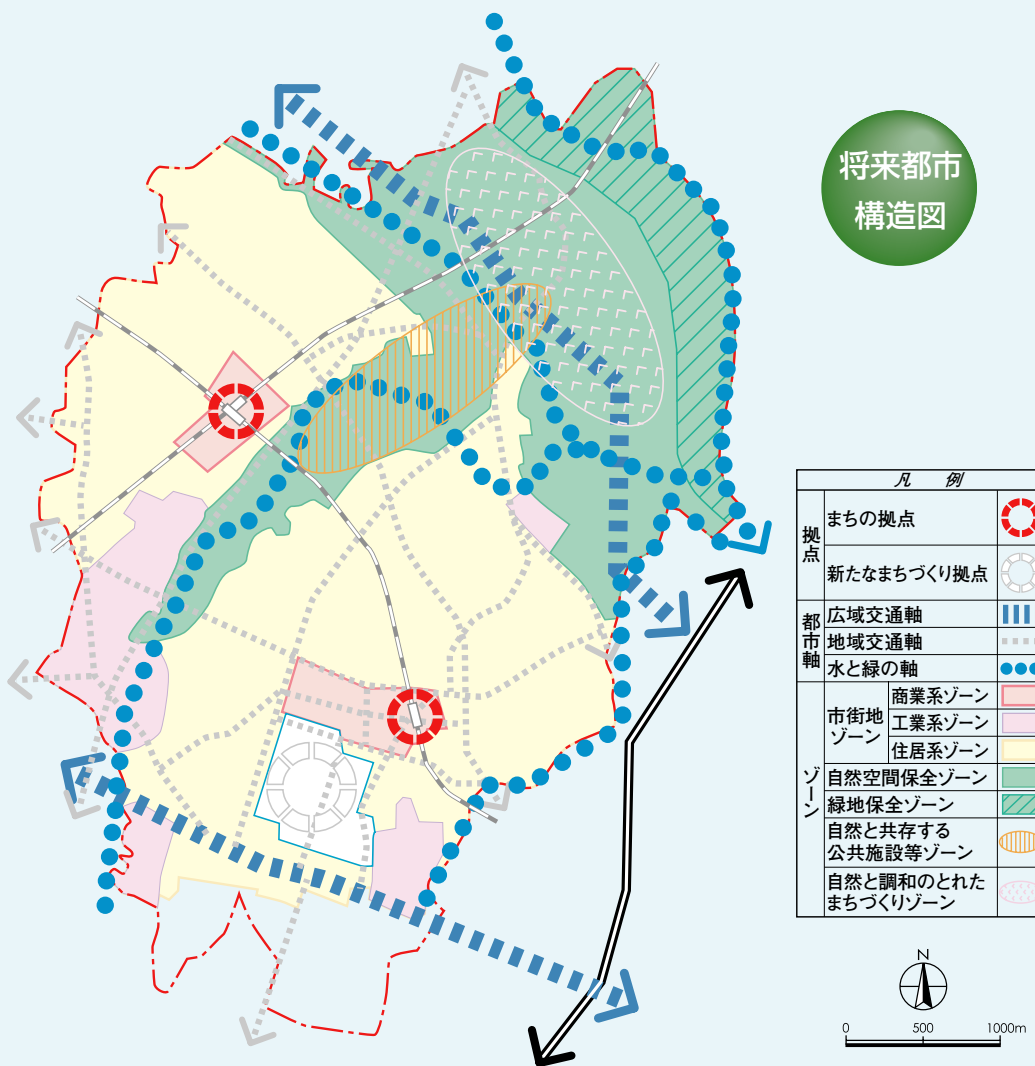 将来都市
構造図
凡 例
拠点
まちの拠点
新たなまちづくり拠点
都市軸
広域交通軸
地域交通軸
水と緑の軸
ゾーン
市街地
ゾーン
商業系ゾーン
工業系ゾーン
住居系ゾーン
自然空間保全ゾーン
緑地保全ゾーン
自然と共存する
公共施設等ゾーン
自然と調和のとれた
まちづくりゾーン
N
0 500 1000m